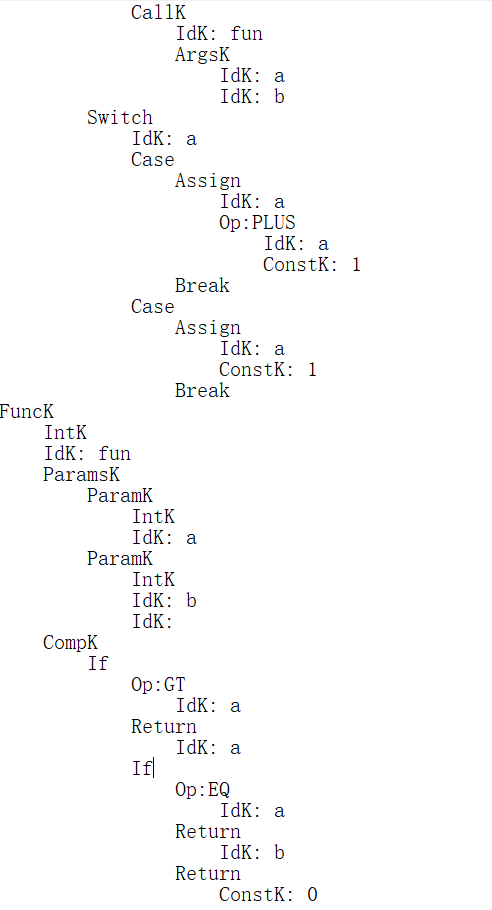 CallK
IdK: fun
ArgsK
IdK: a
IdK: b
Switch
IdK: a
Case
Assign
IdK: a
Op:PLUS
IdK: a
ConstK: 1
Break
Case
Assign
IdK: a
ConstK: 1
Break
FuncK
IntK
IdK: fun
ParamsK
ParamK
IntK
IdK: a
ParamK
IntK
IdK: b
IdK:
CompK
If
Op:GT
IdK: a
Return
IdK: a
If
Op:EQ
IdK: a
Return
IdK: b
Return
ConstK: 0